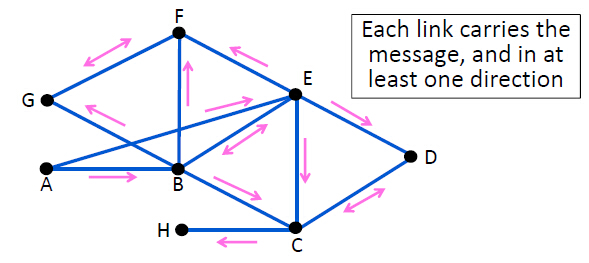 F
Each link carries the
message, and in at
least one direction
E
G
D
A
B
H
C